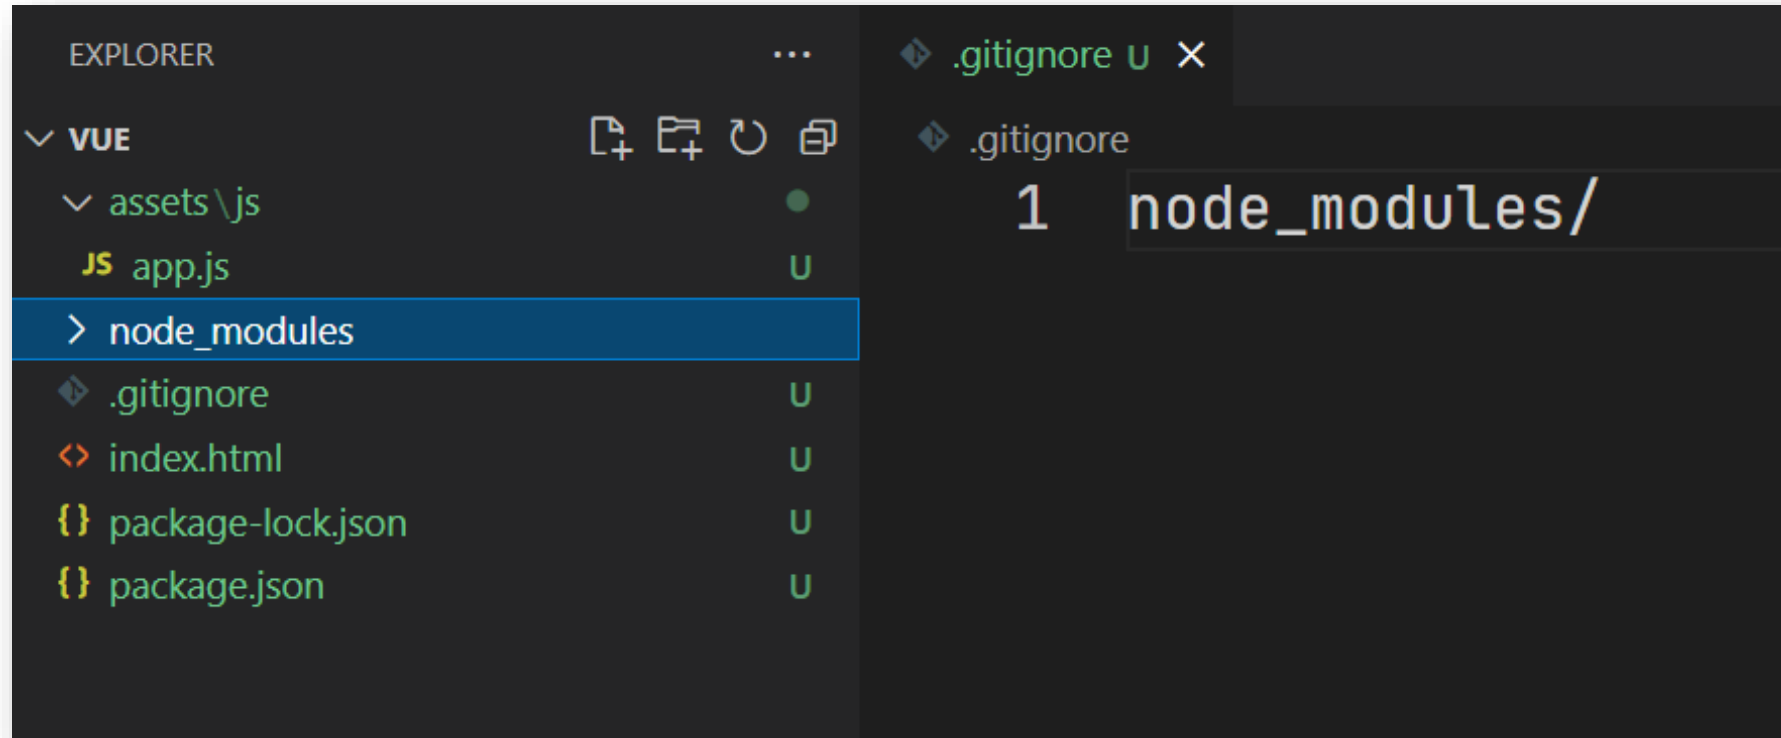 EXPLORER
VUE
assets\js
JS app.js U
node_modules
.gitignore U
<> index.html U
{} package-lock.json U
{} package.json U
.gitignore U
.gitignore
1 node_modules/